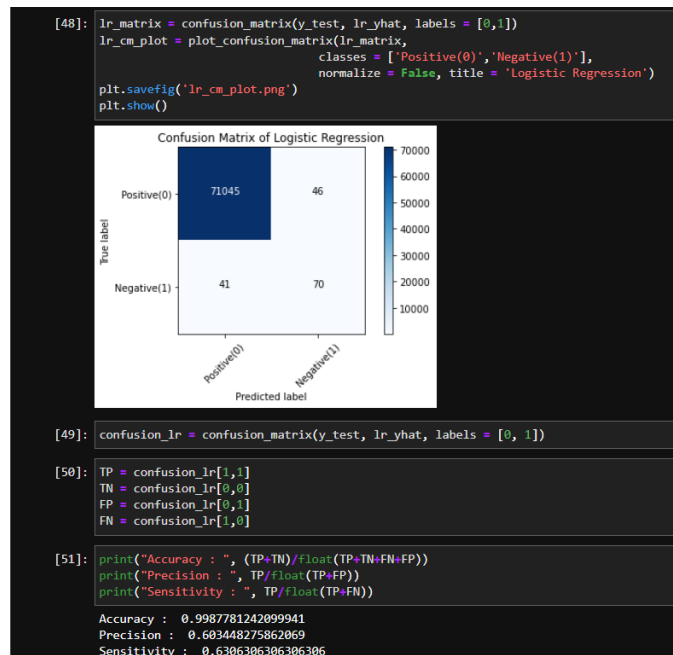 [48]: lr_matrix = confusion_matrix(y_test, lr_yhat, labels = [0,1])
lr_cm_plot = plot_confusion_matrix(lr_matrix,
classes = ['Positive(0)','Negative(1)'],
normalize = False, title = 'Logistic Regression')
plt.savefig('lr_cm_plot.png')
plt.show()
Confusion Matrix of Logistic Regression
70000
60000
50000
40000
30000
20000
10000
True label
Positive(0)
71045 46
Negative(1)
41 70
Positive(0)
Negative(1)
Predicted label
[49]: confusion_lr = confusion_matrix(y_test, lr_yhat, labels = [0, 1])
[50]: TP = confusion_lr[1,1]
TN = confusion_lr[0,0]
FP = confusion_lr[0,1]
FN = confusion_lr[1,0]
[51]: print("Accuracy : ", (TP+TN)/float(TP+TN+FN+FP))
print("Precision : ", TP/float(TP+FP))
print("Sensitivity : ", TP/float(TP+FN))
Accuracy :  0.9987781242099941
Precision :  0.603448275862069
Sensitivity :  0.6306306306306306